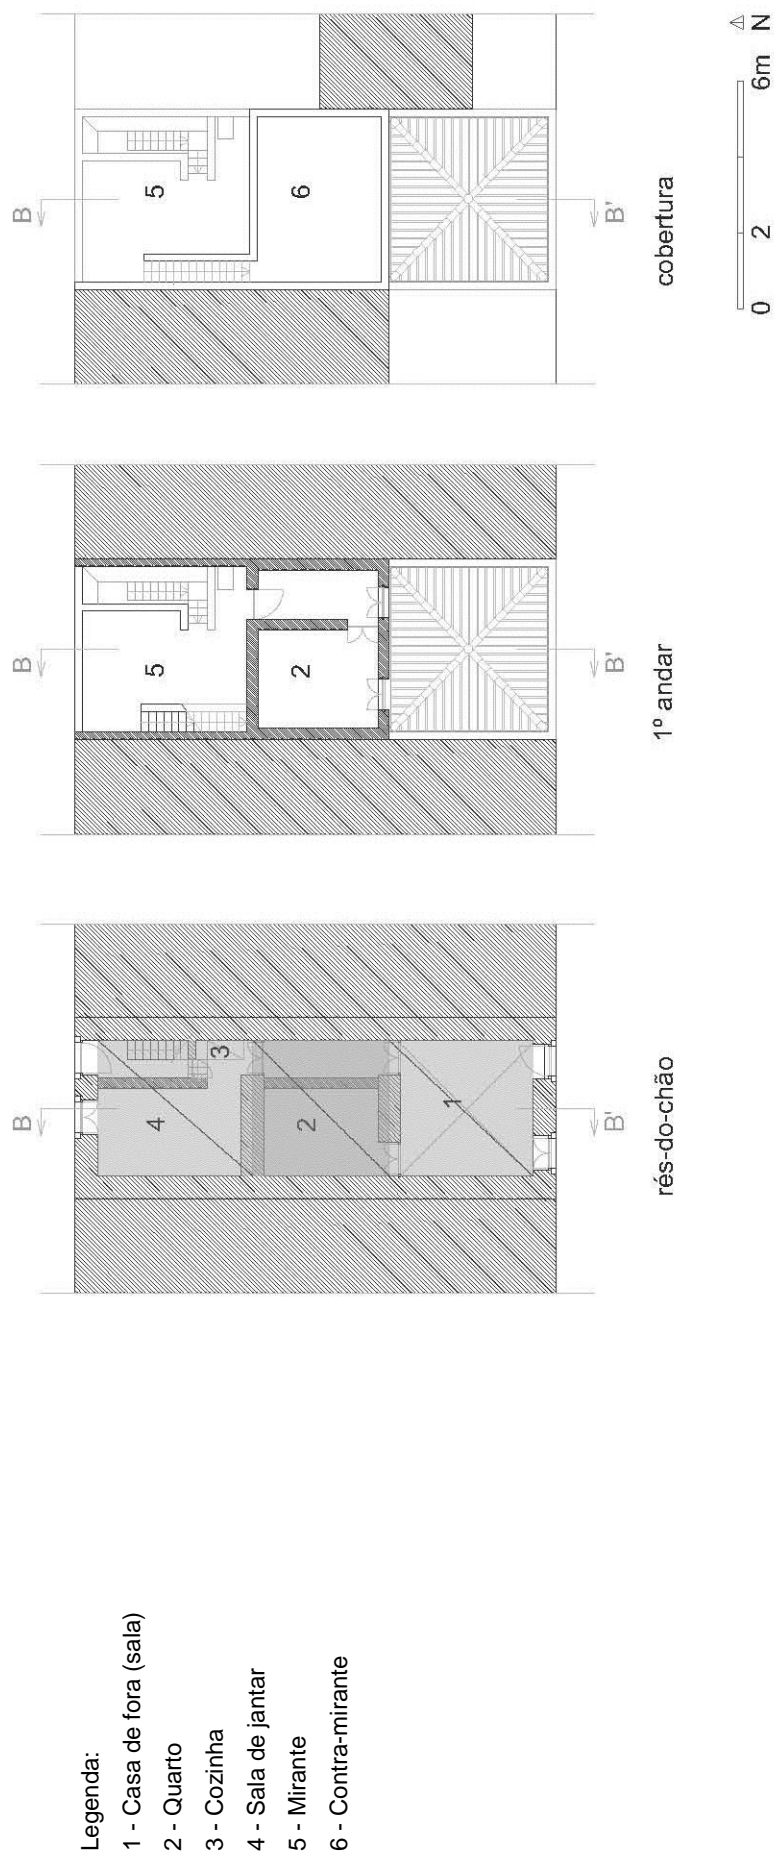 Legenda:
1 - Casa de fora (sala)
2 - Quarto
3 - Cozinha
4 - Sala de jantar
5 - Mirante
6 - Contra-mirante
B
4
3
2
1
B'
rés-do-chão
B
5
2
B'
1º andar
B
5
6
B'
cobertura
0 2 6m
N